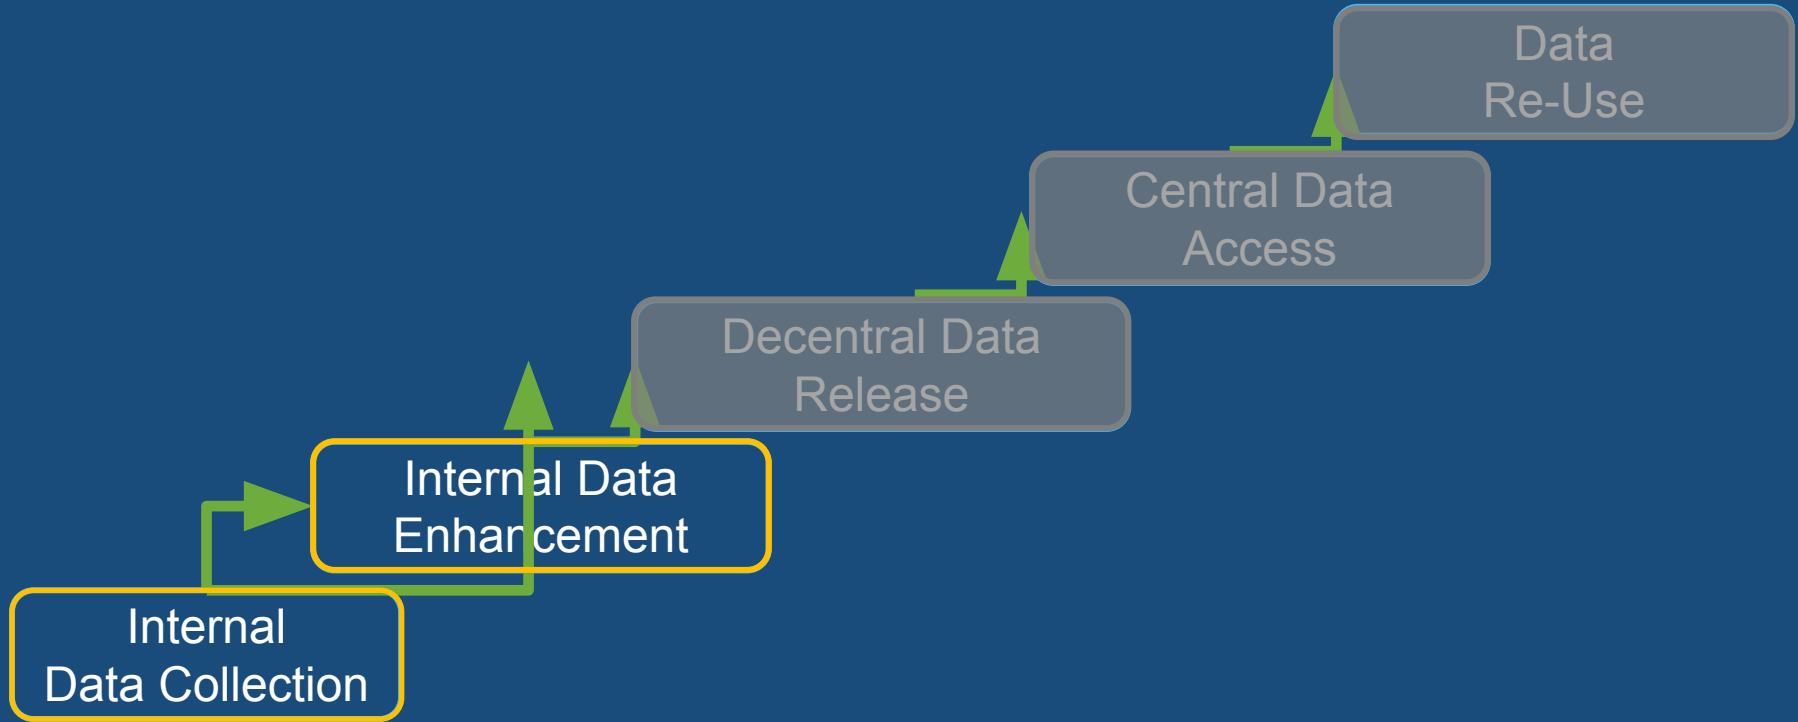 Data
Re-Use
Central Data
Access
Decentral Data
Release
Internal Data
Enhancement
Internal
Data Collection